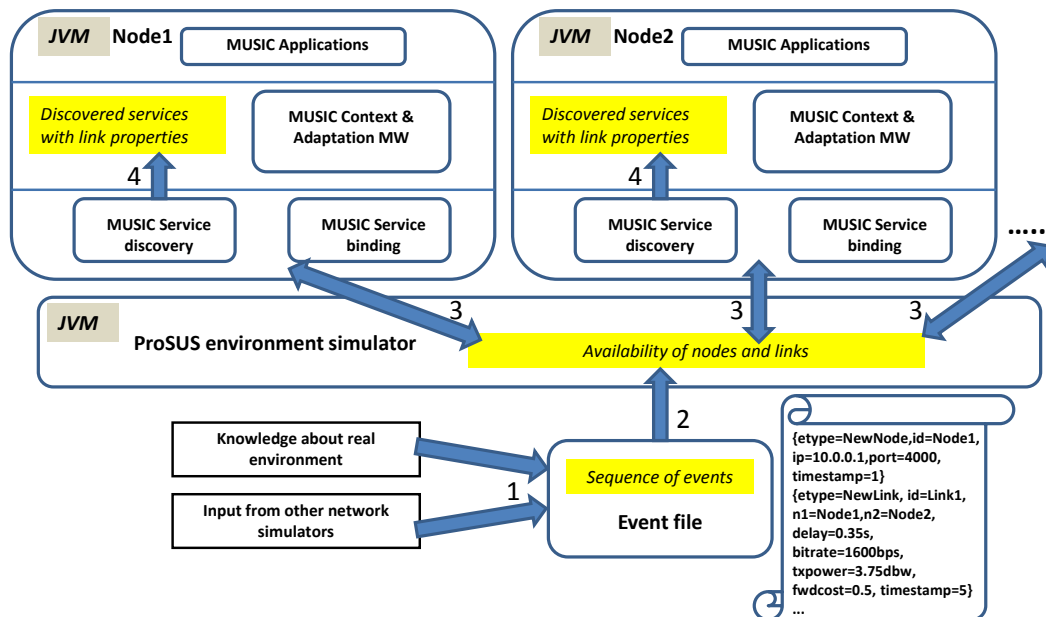 JVM Node1
MUSIC Applications
Discovered services
with link properties
MUSIC Context &
Adaptation MW
4
MUSIC Service
discovery
MUSIC Service
binding
JVM Node2
MUSIC Applications
Discovered services
with link properties
MUSIC Context &
Adaptation MW
4
MUSIC Service
discovery
MUSIC Service
binding
......
3
3
3
JVM
ProSUS environment simulator
Availability of nodes and links
2
Knowledge about real
environment
Input from other network
simulators
1
Sequence of events
Event file
{etype=NewNode,id=Node1,
ip=10.0.0.1,port=4000,
timestamp=1}
{etype=NewLink, id=Link1,
n1=Node1,n2=Node2,
delay=0.35s,
bitrate=1600bps,
txpower=3.75dbw,
fwdcost=0.5, timestamp=5}
...